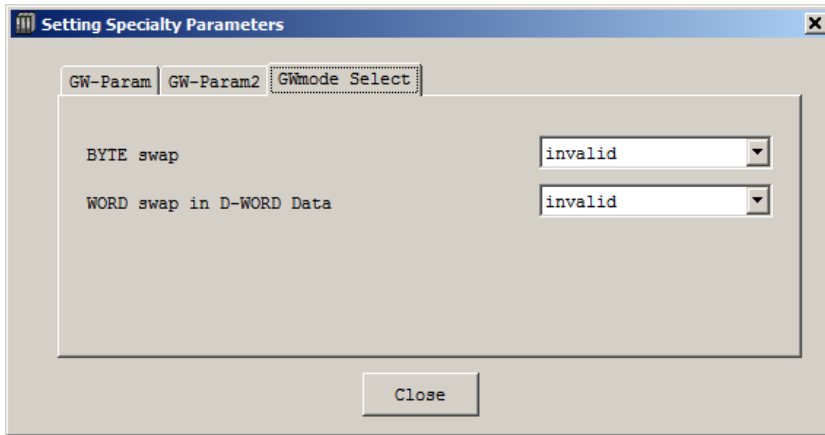 Setting Specialty Parameters
GW-Param GW-Param2 GWmode Select
BYTE swap invalid
WORD swap in D-WORD Data invalid
Close